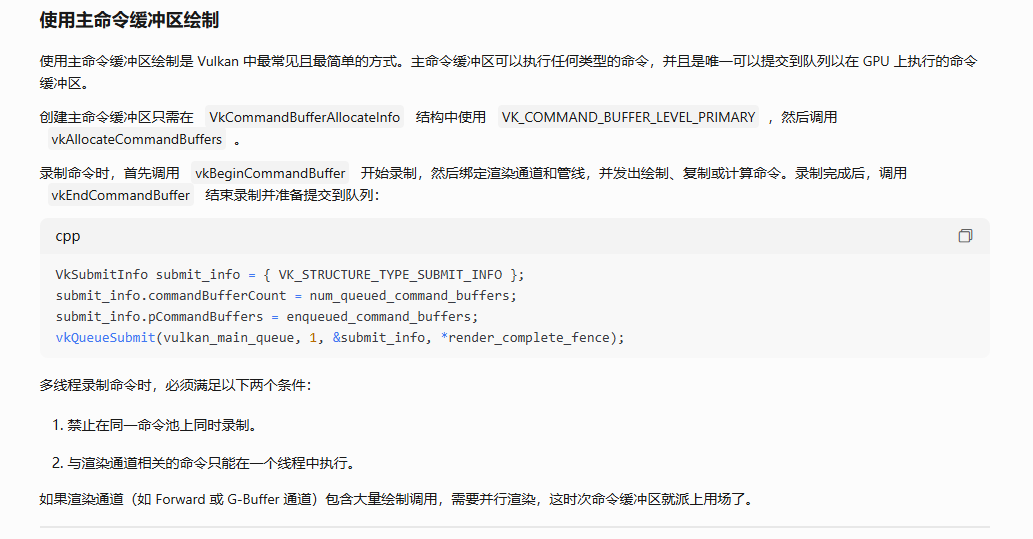 使用主命令缓冲区绘制
使用主命令缓冲区绘制是 Vulkan 中最常见且最简单的方式。主命令缓冲区可以执行任何类型的命令，并且是唯一可以提交到队列以在 GPU 上执行的命令
缓冲区。
创建主命令缓冲区只需在 VkCommandBufferAllocateInfo 结构中使用 VK_COMMAND_BUFFER_LEVEL_PRIMARY ，然后调用
vkAllocateCommandBuffers 。
录制命令时，首先调用 vkBeginCommandBuffer 开始录制，然后绑定渲染通道和管线，并发出绘制、复制或计算命令。录制完成后，调用
vkEndCommandBuffer 结束录制并准备提交到队列：
cpp
VkSubmitInfo submit_info = { VK_STRUCTURE_TYPE_SUBMIT_INFO };
submit_info.commandBufferCount = num_queued_command_buffers;
submit_info.pCommandBuffers = enqueued_command_buffers;
vkQueueSubmit(vulkan_main_queue, 1, &submit_info, *render_complete_fence);
多线程录制命令时，必须满足以下两个条件：
1. 禁止在同一命令池上同时录制。
2. 与渲染通道相关的命令只能在一个线程中执行。
如果渲染通道（如 Forward 或 G-Buffer 通道）包含大量绘制调用，需要并行渲染，这时次命令缓冲区就派上用场了。